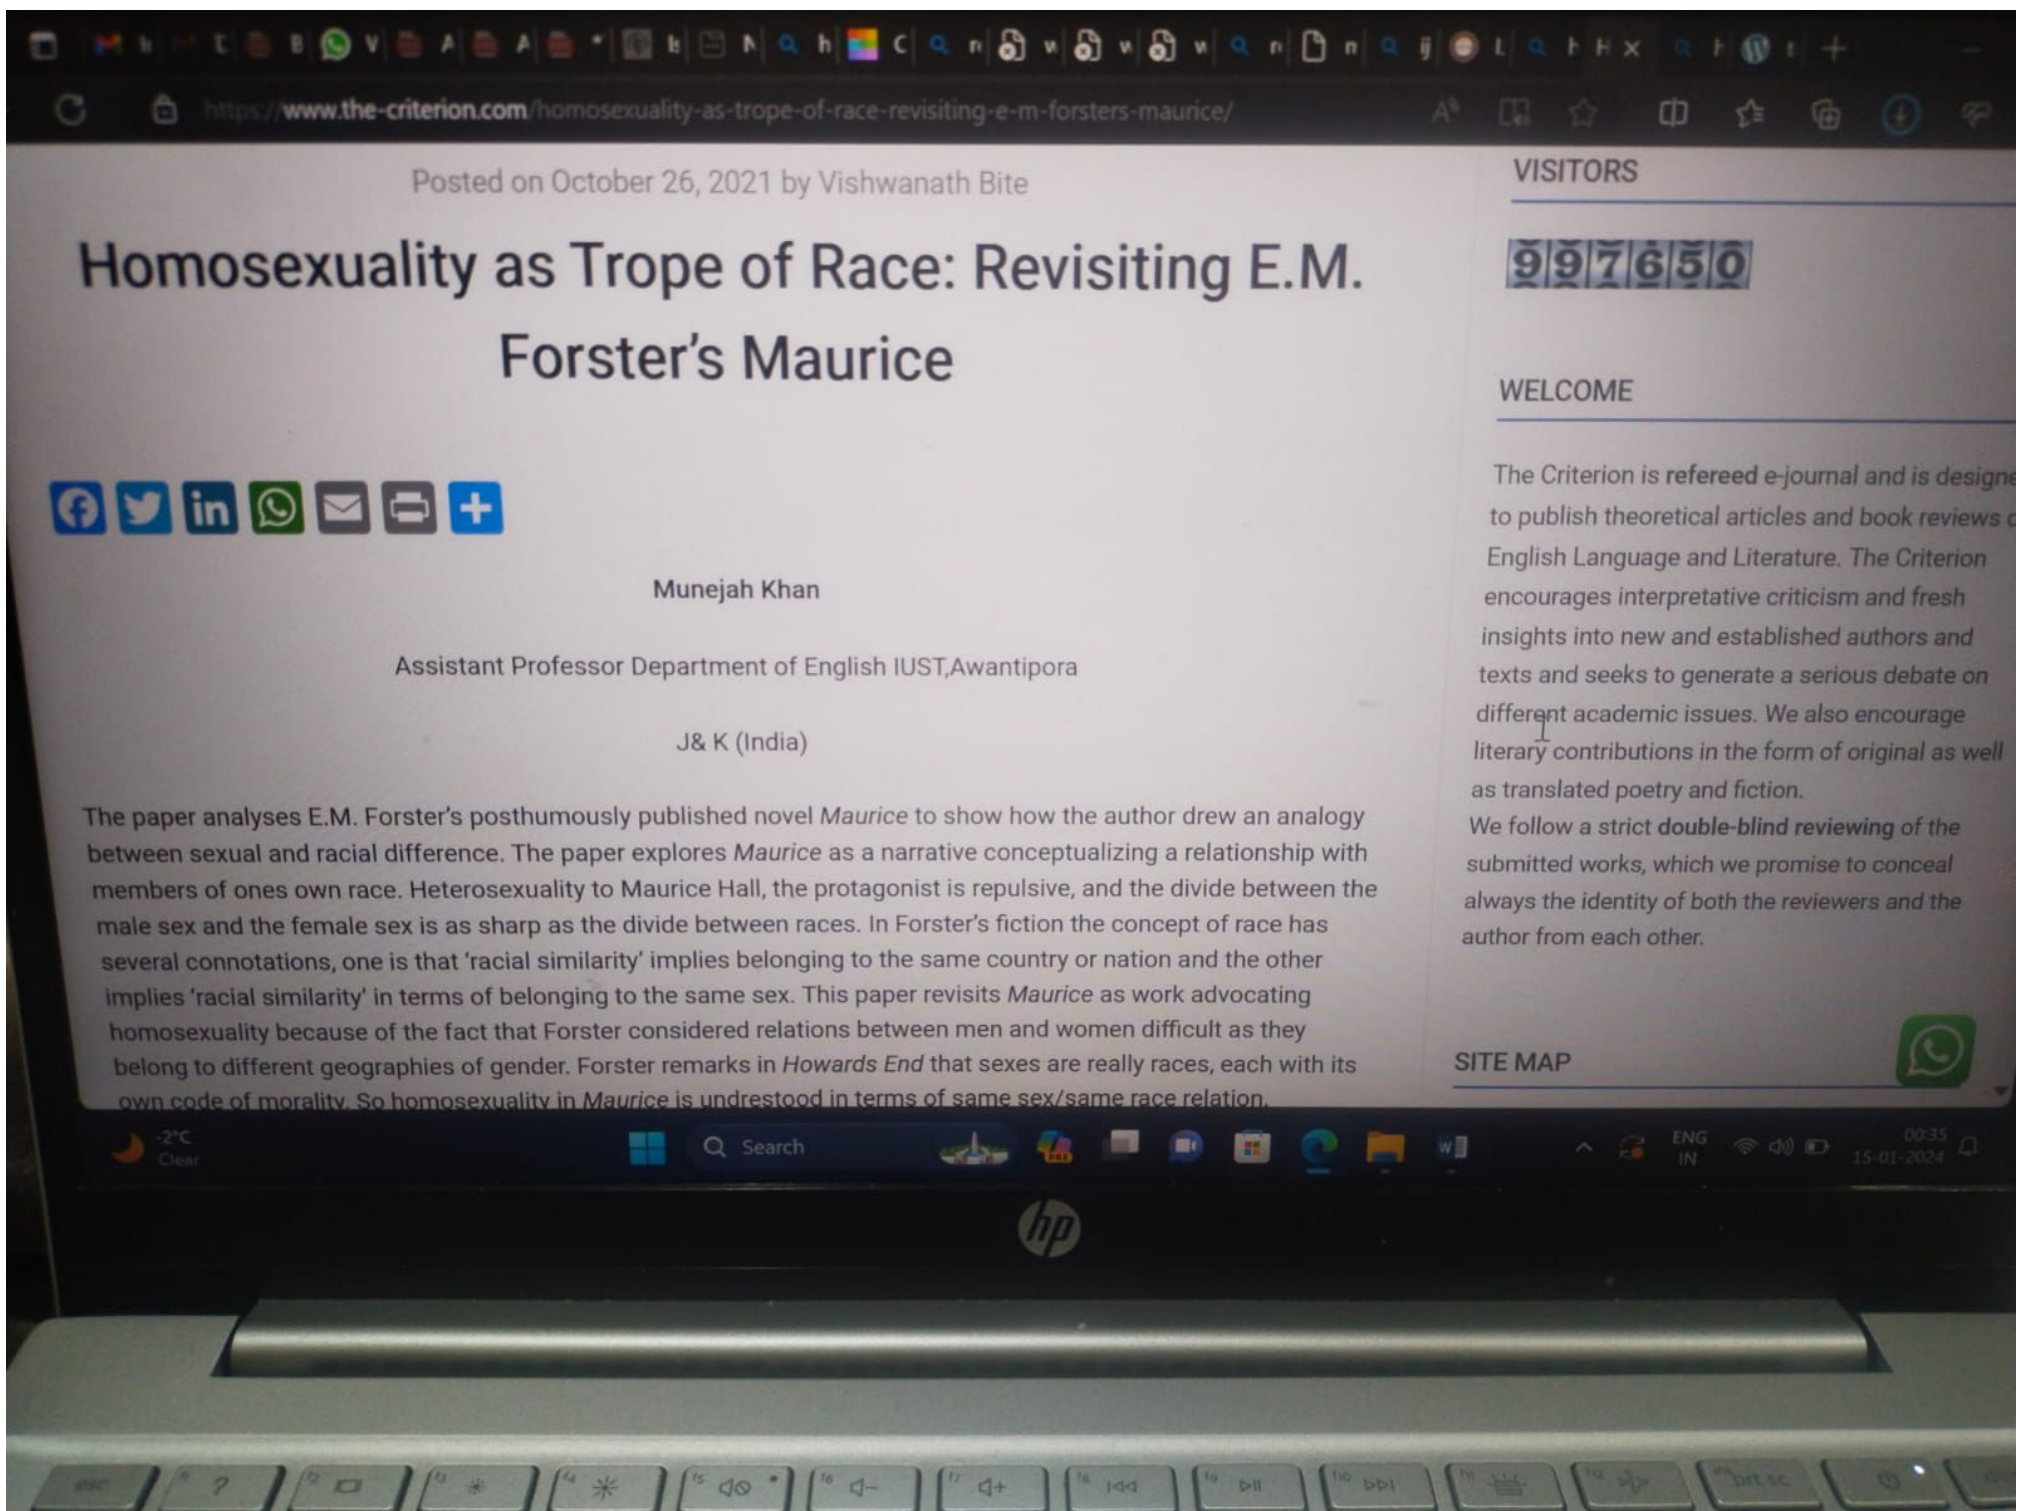 https://www.the-criterion.com/homosexuality-as-trope-of-race-revisiting-e-m-forsters-maurice/
Posted on October 26, 2021 by Vishwanath Bite
Homosexuality as Trope of Race: Revisiting E.M.
Forster's Maurice
Munejah Khan
Assistant Professor Department of English IUST,Awantipora
J& K (India)
The paper analyses E.M. Forster's posthumously published novel Maurice to show how the author drew an analogy
between sexual and racial difference. The paper explores Maurice as a narrative conceptualizing a relationship with
members of ones own race. Heterosexuality to Maurice Hall, the protagonist is repulsive, and the divide between the
male sex and the female sex is as sharp as the divide between races. In Forster's fiction the concept of race has
several connotations, one is that 'racial similarity' implies belonging to the same country or nation and the other
implies 'racial similarity' in terms of belonging to the same sex. This paper revisits Maurice as work advocating
homosexuality because of the fact that Forster considered relations between men and women difficult as they
belong to different geographies of gender. Forster remarks in Howards End that sexes are really races, each with its
own code of morality. So homosexuality in Maurice is undrestood in terms of same sex/same race relation.
VISITORS
997650
WELCOME
The Criterion is refereed e-journal and is designe
to publish theoretical articles and book reviews
English Language and Literature. The Criterion
encourages interpretative criticism and fresh
insights into new and established authors and
texts and seeks to generate a serious debate on
different academic issues. We also encourage
literary contributions in the form of original as well
as translated poetry and fiction.
We follow a strict double-blind reviewing of the
submitted works, which we promise to conceal
always the identity of both the reviewers and the
author from each other.
SITE MAP
-2°C
Clear
Search
ENG
IN
00:35
15-01-2024
hp
esc